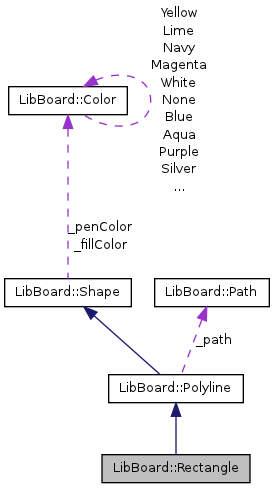 Yellow
Lime
Navy
Magenta
White
None
Blue
Aqua
Purple
Silver
...
LibBoard::Color
_penColor
_fillColor
LibBoard::Shape
LibBoard::Path
_path
LibBoard::Polyline
LibBoard::Rectangle